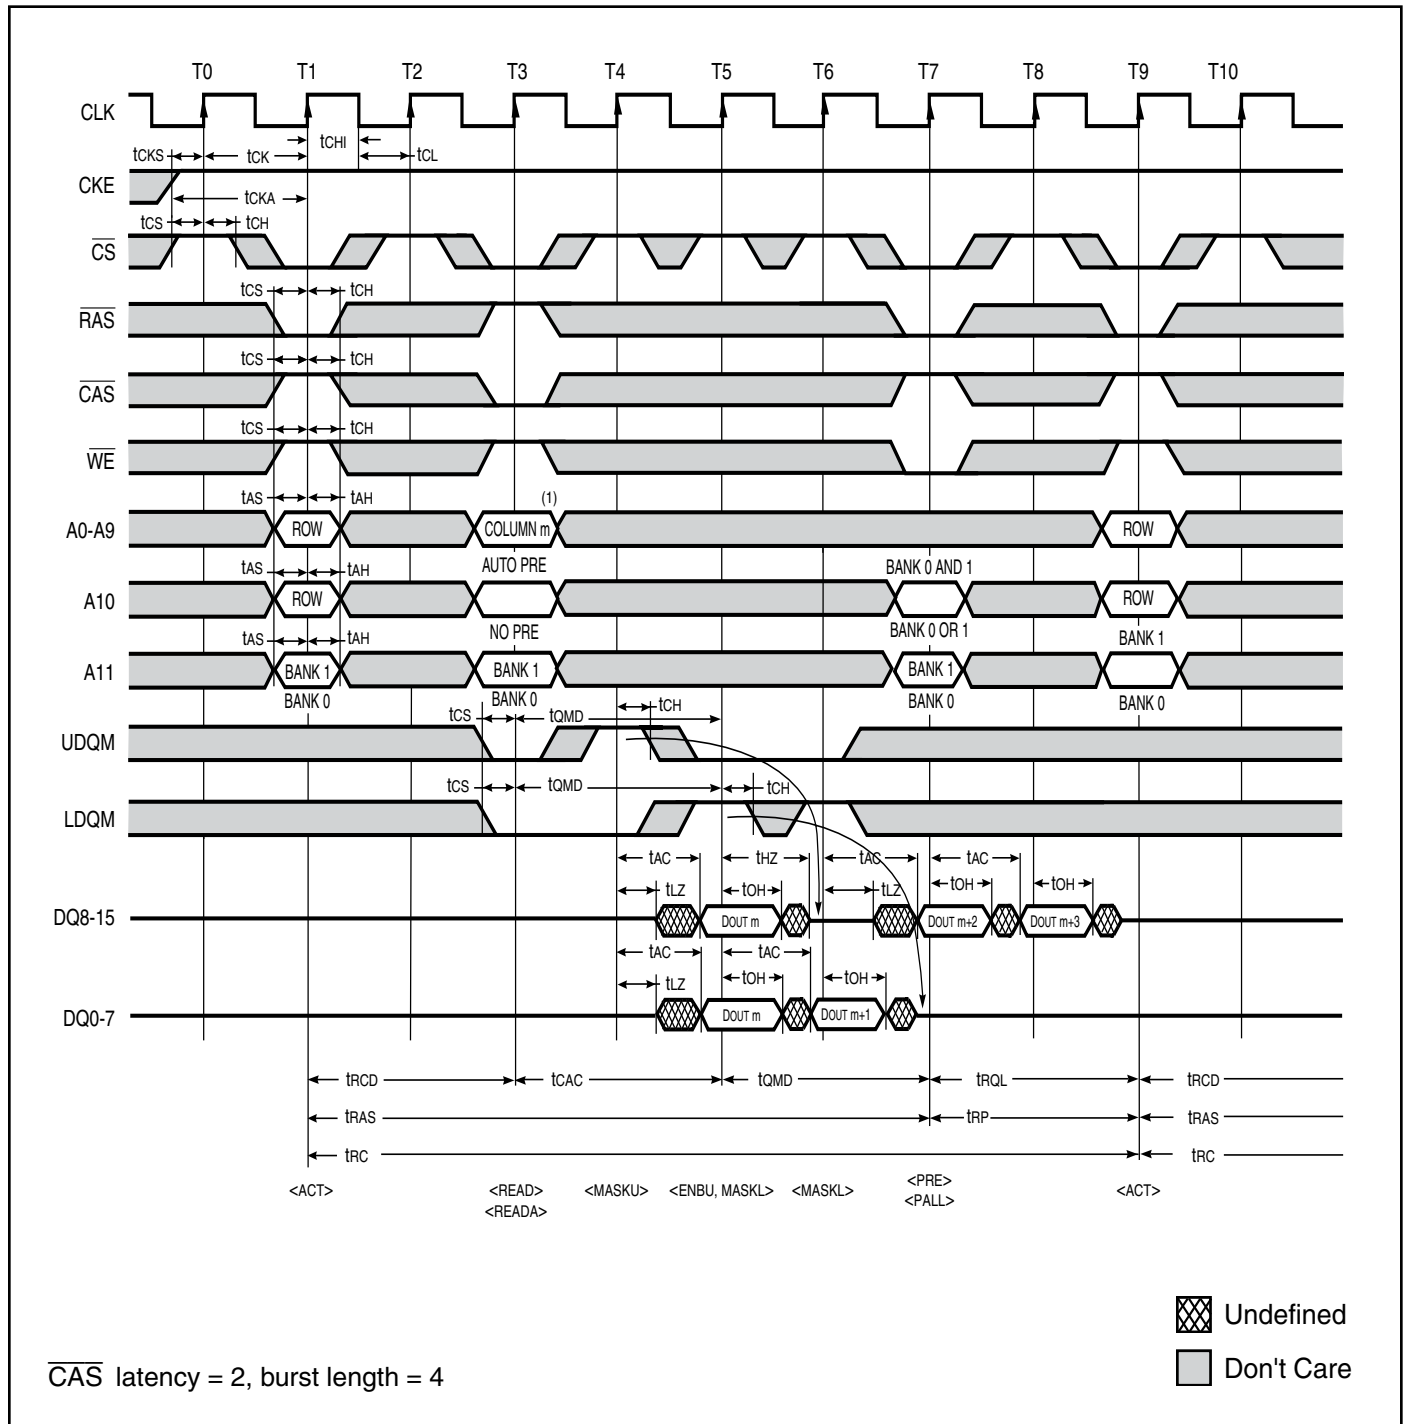 T0 T1 T2 T3 T4 T5 T6 T7 T8 T9 T10
CLK
tCHI
tCKS tCK tCL
CKE
tCKA
tCS tCH
CS
tCS tCH
RAS
tCS tCH
CAS
tCS tCH
WE
tAS tAH (1)
A0-A9 ROW COLUMN m ROW
tAS tAH AUTO PRE BANK 0 AND 1
A10 ROW ROW
tAS tAH NO PRE BANK 0 OR 1 BANK 1
A11 BANK 1 BANK 1 BANK 1
BANK 0 BANK 0 BANK 0 BANK 0
tCS tQMD tCH
UDQM
tCS tQMD tCH
LDQM
tAC tHZ tAC tAC
tLZ tOH tLZ tOH tOH
DQ8-15 DOUT m DOUT m+2 DOUT m+3
tAC tAC
tLZ tOH tOH
DQ0-7 DOUT m DOUT m+1
tRCD tCAC tQMD tRQL tRCD
tRAS tRP tRAS
tRC tRC
<ACT> <READ> <MASKU> <ENBU, MASKL> <MASKL> <PRE> <ACT>
<READA> <PALL>
Undefined
Don't Care
CAS latency = 2, burst length = 4